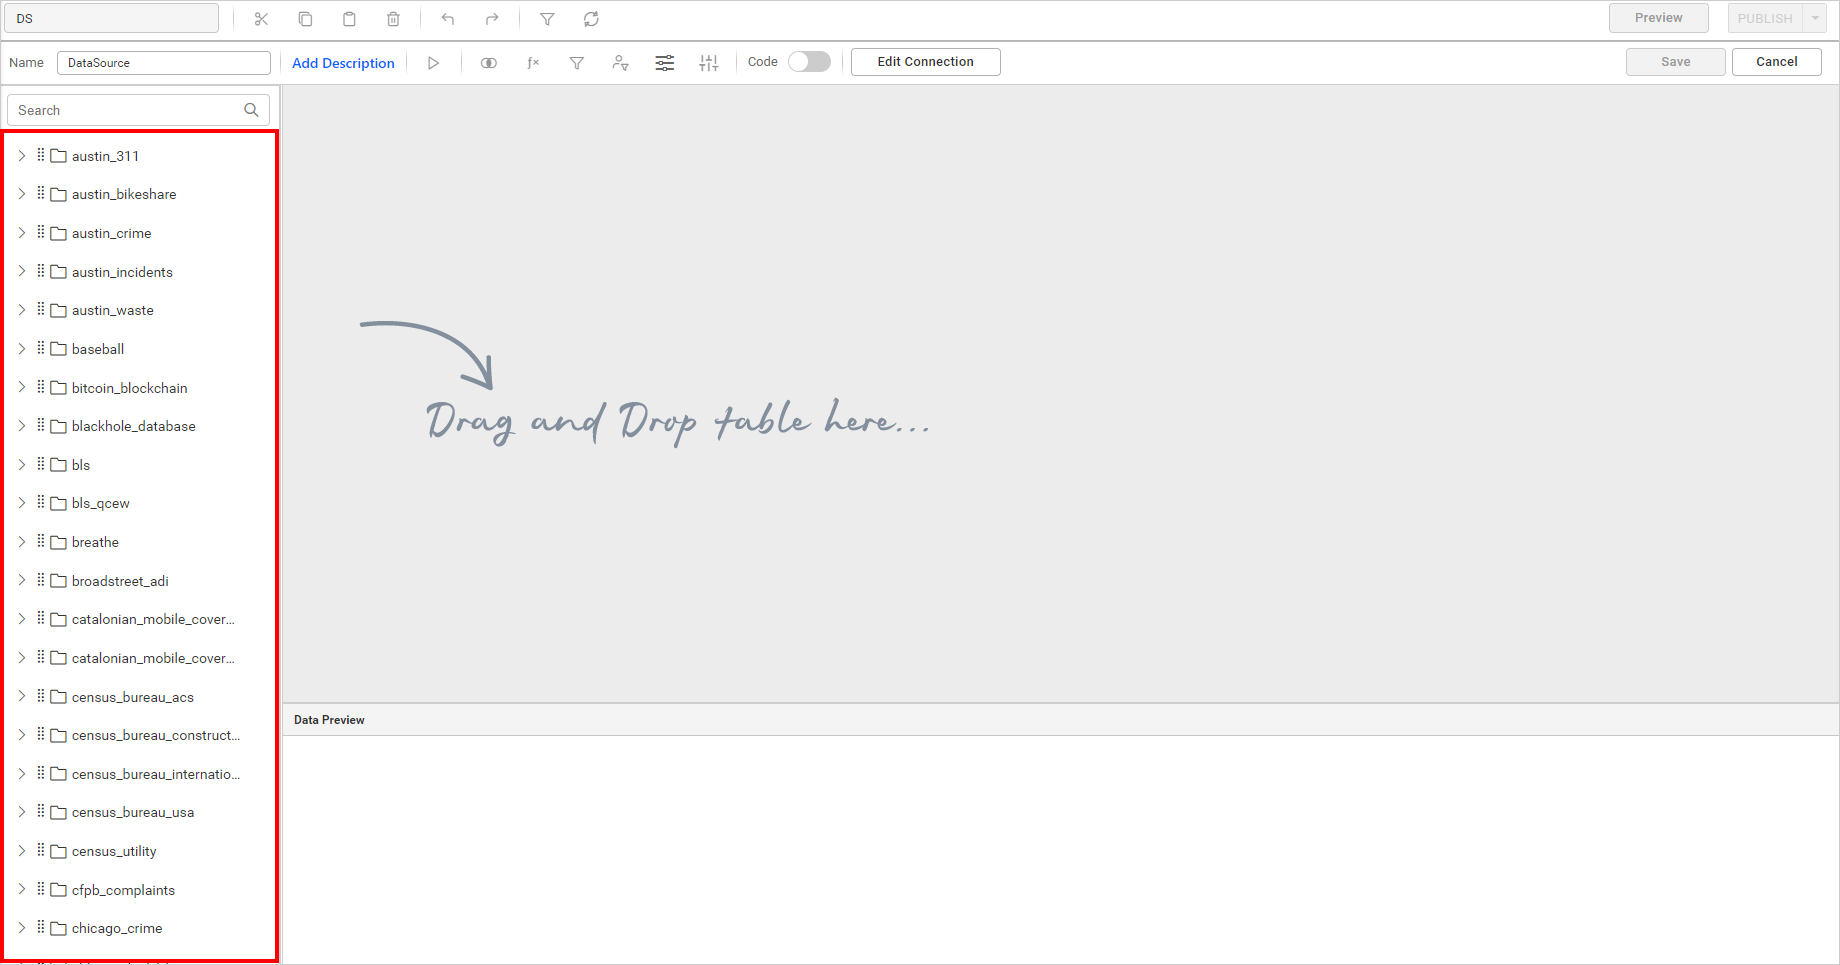 DS
Preview
PUBLISH
Name
DataSource
Add Description
Code
Edit Connection
Save
Cancel
Search
austin_311
austin_bikeshare
austin_crime
austin_incidents
austin_waste
baseball
bitcoin_blockchain
blackhole_database
bls
bls_qcew
breathe
broadstreet_adi
catalonian_mobile_cover...
catalonian_mobile_cover...
census_bureau_acs
census_bureau_construct...
census_bureau_internatio...
census_bureau_usa
census_utility
cfpb_complaints
chicago_crime
Drag and Drop table here...
Data Preview